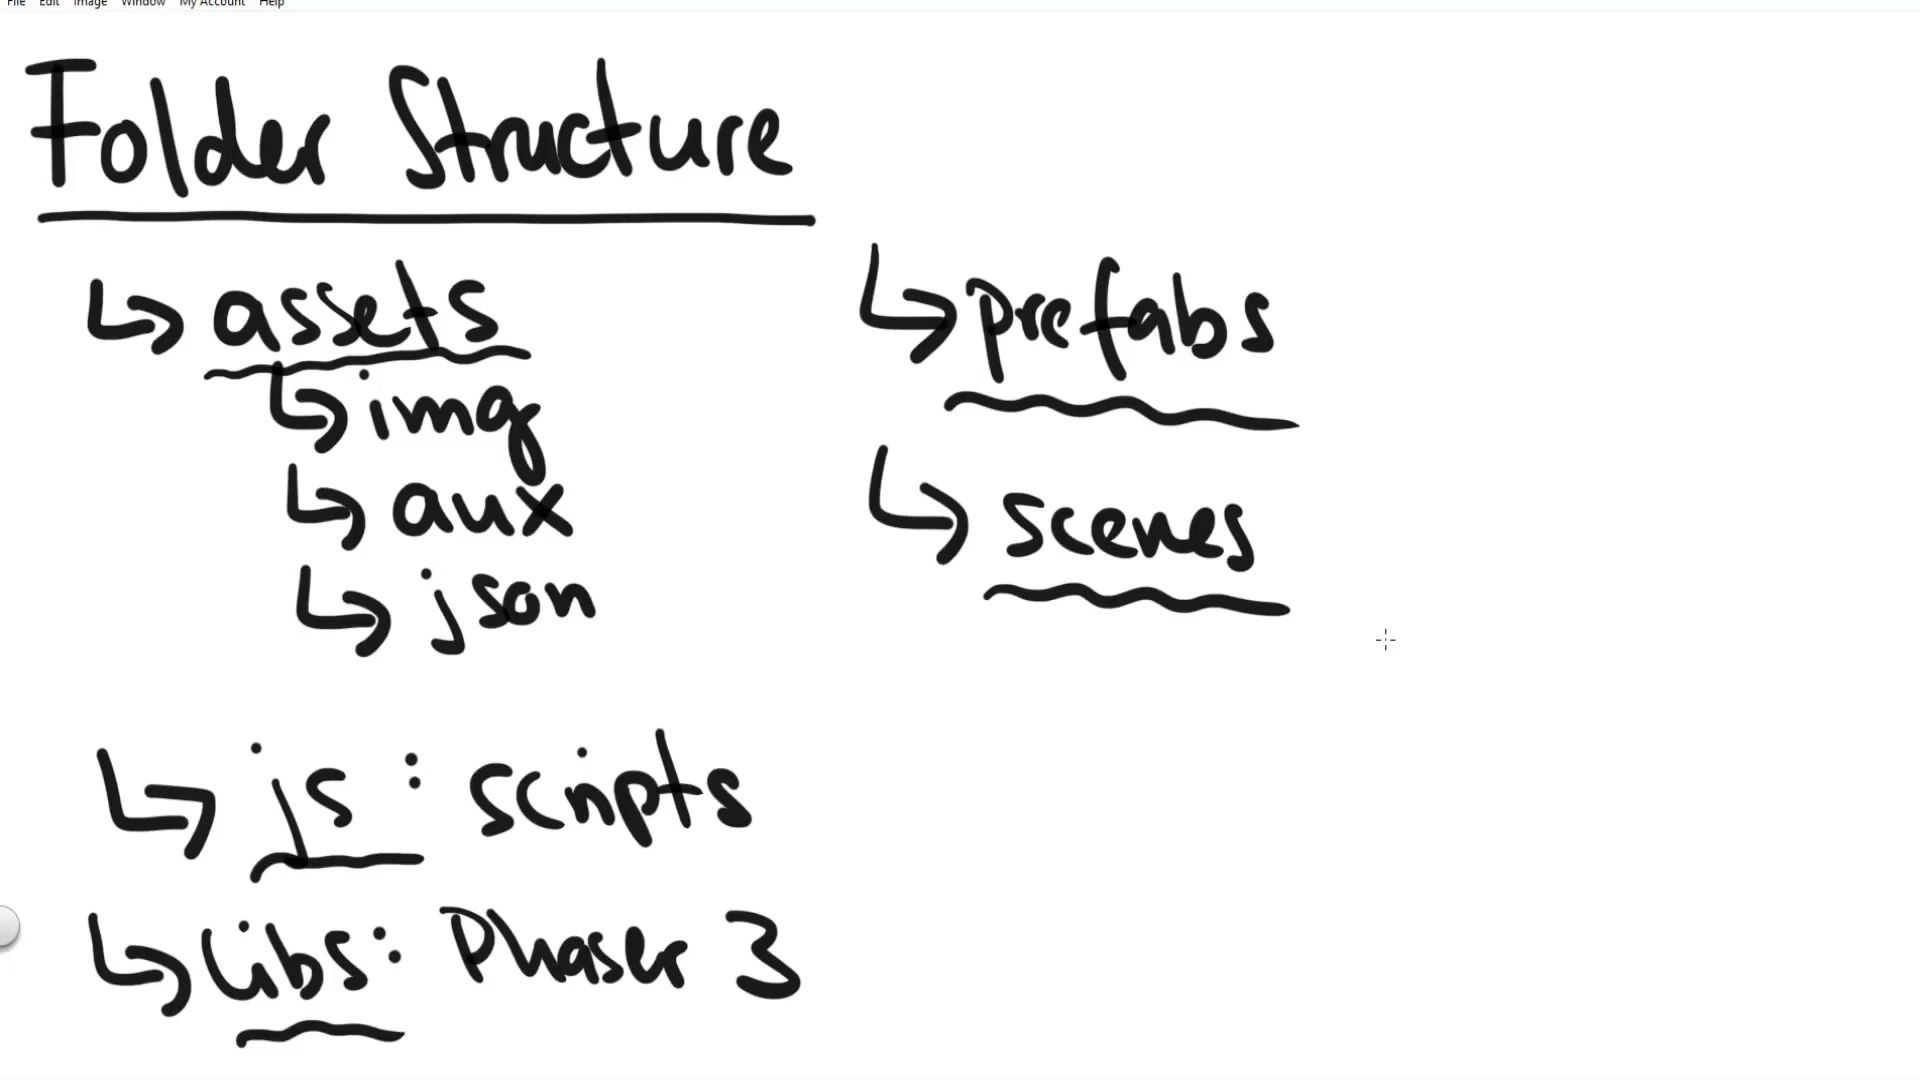 File Edit Image Window My Account Help
Folder Structure
↳ assets
↳ img
↳ aux
↳ json
↳ js : scripts
↳ libs: Phaser 3
↳ prefabs
↳ scenes